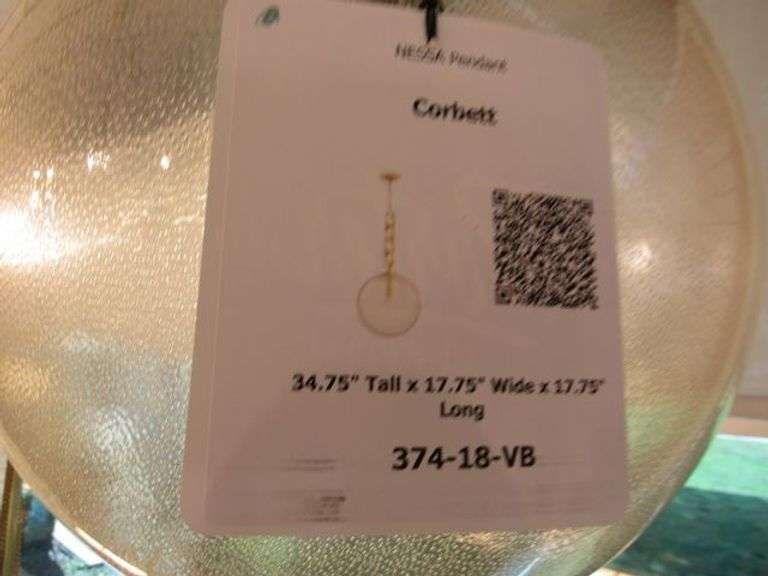 NESSA Pendant
Corbett
34.75" Tall x 17.75" Wide x 17.75"
Long
374-18-VB